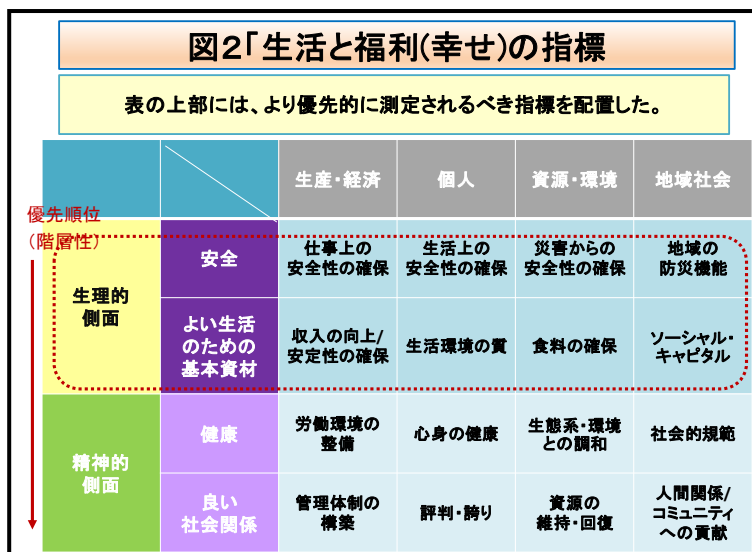 図2「生活と福利(幸せ)の指標
表の上部には、より優先的に測定されるべき指標を配置した。
生産・経済
個人
資源・環境
地域社会
優先順位
（階層性）
生理的
側面
安全
仕事上の
安全性の確保
生活上の
安全性の確保
災害からの
安全性の確保
地域の
防災機能
よい生活
のための
基本資材
収入の向上/
安定性の確保
生活環境の質
食料の確保
ソーシャル・
キャピタル
精神的
側面
健康
労働環境の
整備
心身の健康
生態系・環境
との調和
社会的規範
良い
社会関係
管理体制の
構築
評判・誇り
資源の
維持・回復
人間関係/
コミュニティ
への貢献